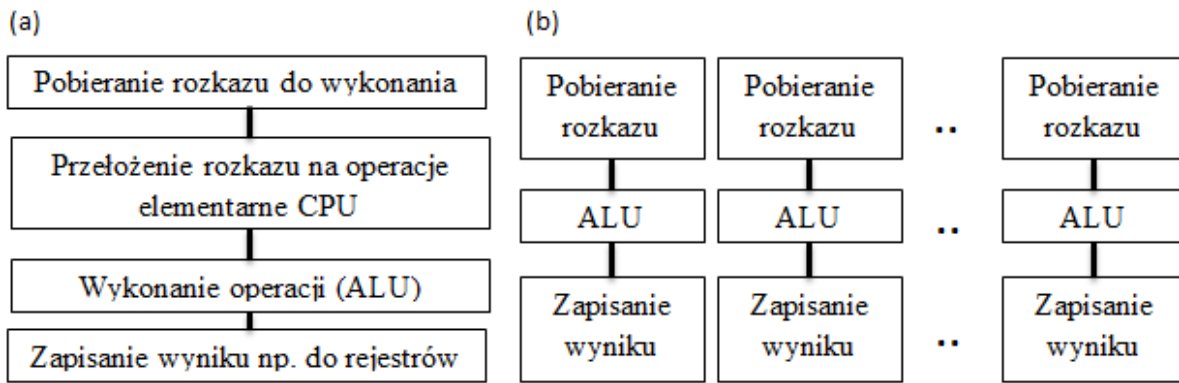 (a)
Pobieranie rozkazu do wykonania
Przełożenie rozkazu na operacje
elementarne CPU
Wykonanie operacji (ALU)
Zapisanie wyniku np. do rejestrów
(b)
Pobieranie
rozkazu
ALU
Zapisanie
wyniku
Pobieranie
rozkazu
ALU
Zapisanie
wyniku
..
..
..
Pobieranie
rozkazu
ALU
Zapisanie
wyniku